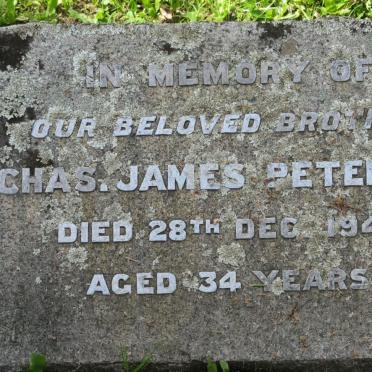 IN MEMORY OF
OUR BELOVED
CHAS. JAMES
DIED 28TH DEC.
AGED 34 YEARS